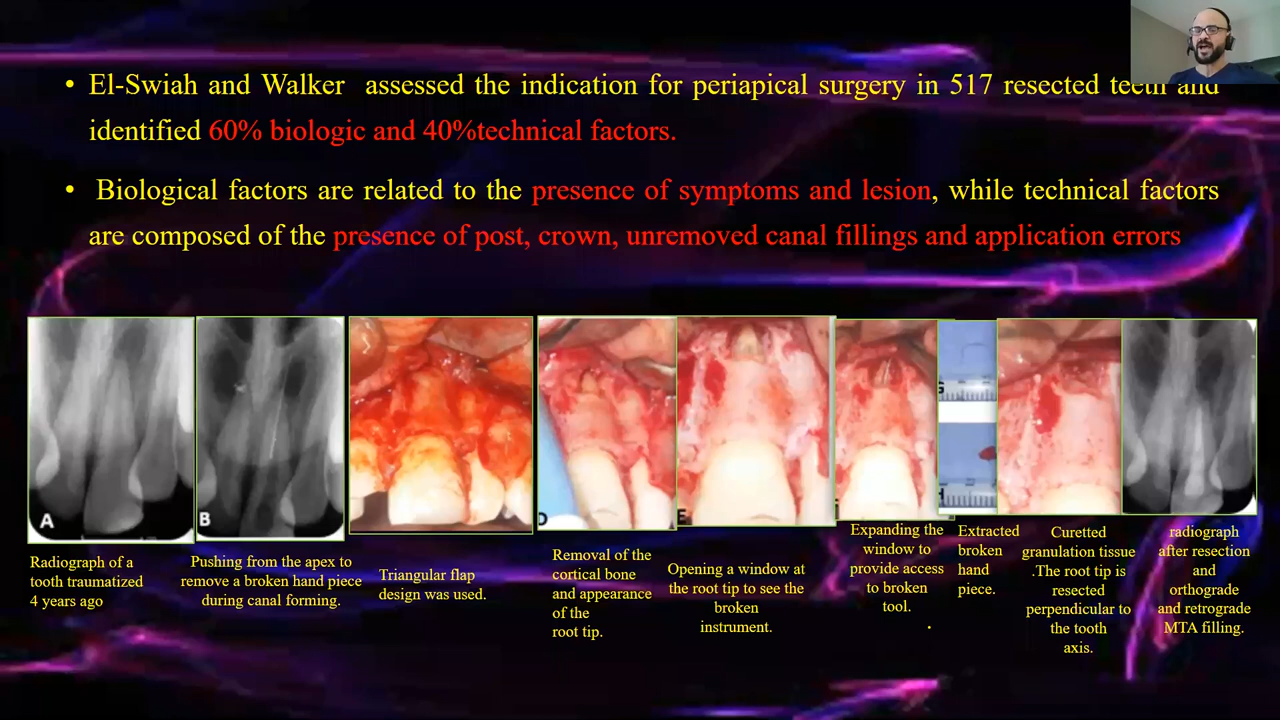 • El-Swiah and Walker assessed the indication for periapical surgery in 517 resected teeth and
identified 60% biologic and 40%technical factors.
• Biological factors are related to the presence of symptoms and lesion, while technical factors
are composed of the presence of post, crown, unremoved canal fillings and application errors
A
B
D
E
G
H
Radiograph of a
tooth traumatized
4 years ago
Pushing from the apex to
remove a broken hand piece
during canal forming.
Triangular flap
design was used.
Removal of the
cortical bone
and appearance
of the
root tip.
Opening a window at
the root tip to see the
broken
instrument.
Expanding the
window to
provide access
to broken
tool.
.
Extracted
broken
hand
piece.
Curetted
granulation tissue
.The root tip is
resected
perpendicular to
the tooth
axis.
radiograph
after resection
and
orthograde
and retrograde
MTA filling.